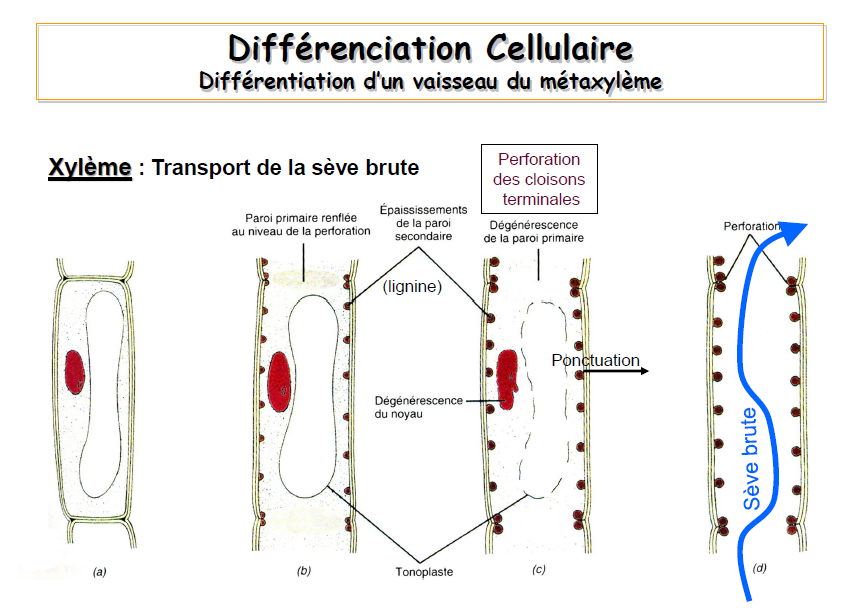 Différenciation Cellulaire
Différentiation d'un vaisseau du métaxylème
Xylème : Transport de la sève brute
Perforation
des cloisons
terminales
Paroi primaire renflée
au niveau de la perforation
Épaississements
de la paroi
secondaire
(lignine)
Dégénérescence
de la paroi primaire
Perforation
Ponctuation
Dégénérescence
du noyau
Sève brute
Tonoplaste
(a)
(b)
(c)
(d)